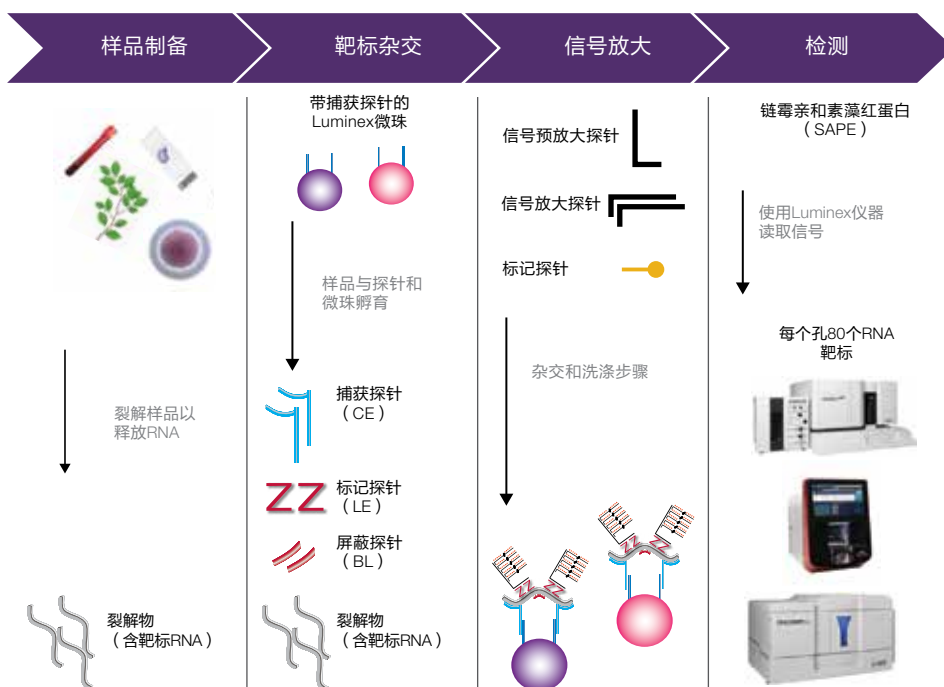 样品制备
靶标杂交
信号放大
检测
裂解样品以
释放RNA
裂解物
（含靶标RNA）
带捕获探针的
Luminex微珠
样品与探针和
微珠孵育
捕获探针
（CE）
标记探针
（LE）
屏蔽探针
（BL）
裂解物
（含靶标RNA）
信号预放大探针
信号放大探针
标记探针
杂交和洗涤步骤
链霉亲和素藻红蛋白
（SAPE）
使用Luminex仪器
读取信号
每个孔80个RNA
靶标